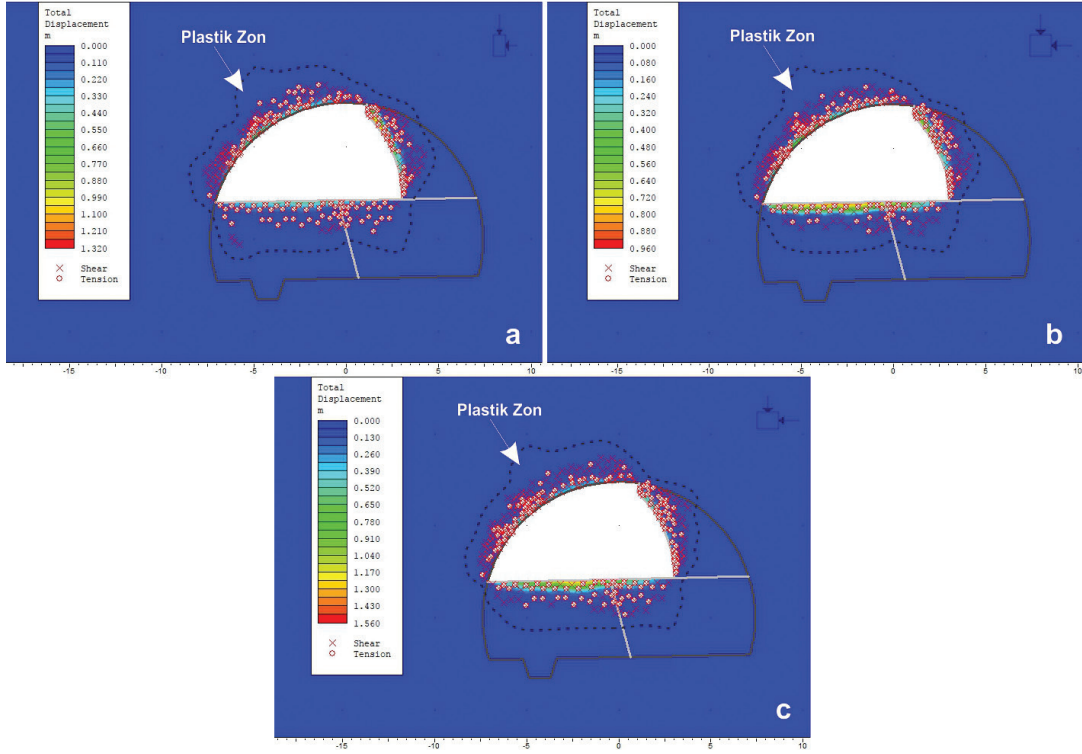 Total
Displacement
m
0.000
0.110
0.220
0.330
0.440
0.550
0.660
0.770
0.880
0.990
1.100
1.210
1.320
Shear
Tension
Plastik Zon
a
-15
-10
-5
0
5
10
Total
Displacement
m
0.000
0.080
0.160
0.240
0.320
0.400
0.480
0.560
0.640
0.720
0.800
0.880
0.960
Shear
Tension
Plastik Zon
b
-15
-10
-5
0
5
10
Total
Displacement
m
0.000
0.130
0.260
0.390
0.520
0.650
0.780
0.910
1.040
1.170
1.300
1.430
1.560
Shear
Tension
Plastik Zon
c
-15
-10
-5
0
5
10